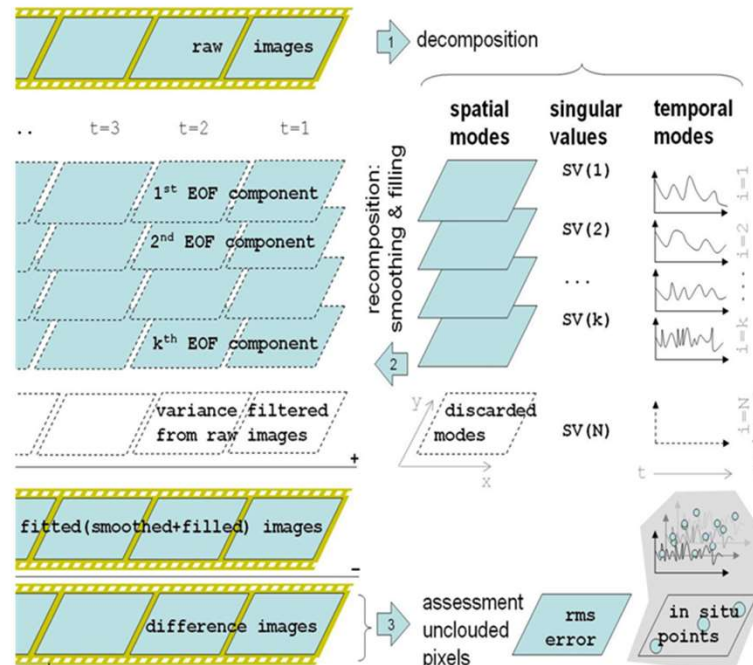 raw images
1 decomposition
spatial modes
singular values
temporal modes
.. t=3 t=2 t=1
1st EOF component
2nd EOF component
kth EOF component
recomposition:
smoothing & filling
2
SV(1)
SV(2)
...
SV(k)
i=1
i=2
...
i=k
variance filtered
from raw images
y
x
discarded
modes
SV(N)
i=N
t
+
fitted(smoothed+filled) images
−
difference images
3
assessment
unclouded
pixels
rms
error
in situ
points